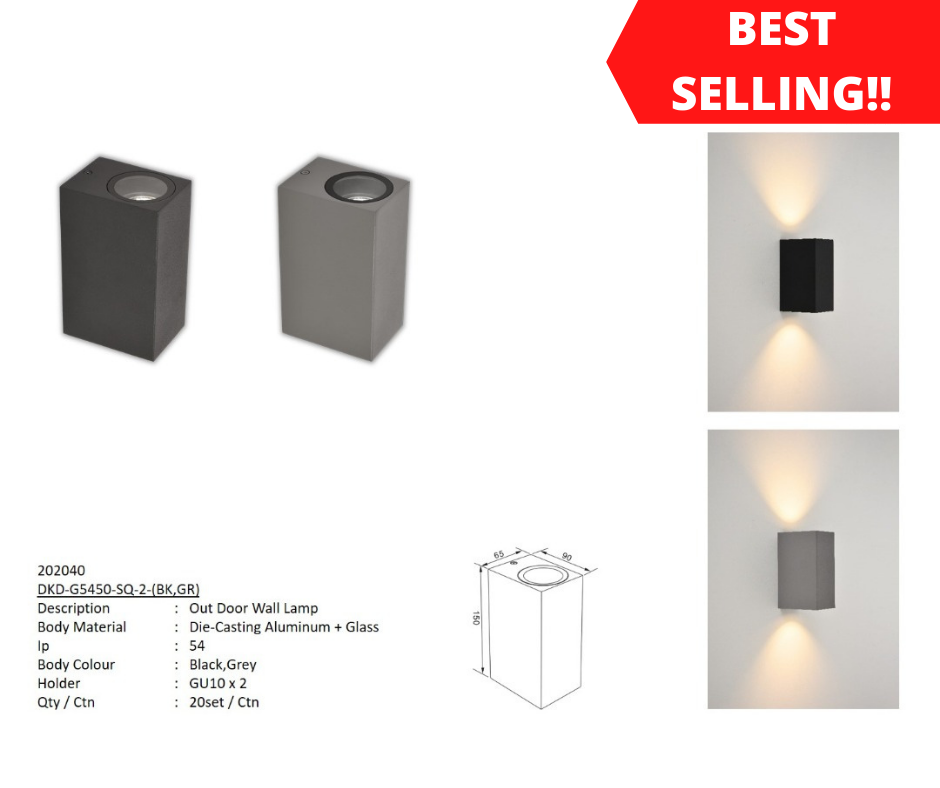 BEST
SELLING!!
202040
DKD-G5450-SQ-2-(BK,GR)
Description : Out Door Wall Lamp
Body Material : Die-Casting Aluminum + Glass
Ip : 54
Body Colour : Black,Grey
Holder : GU10 x 2
Qty / Ctn : 20set / Ctn
65
90
150